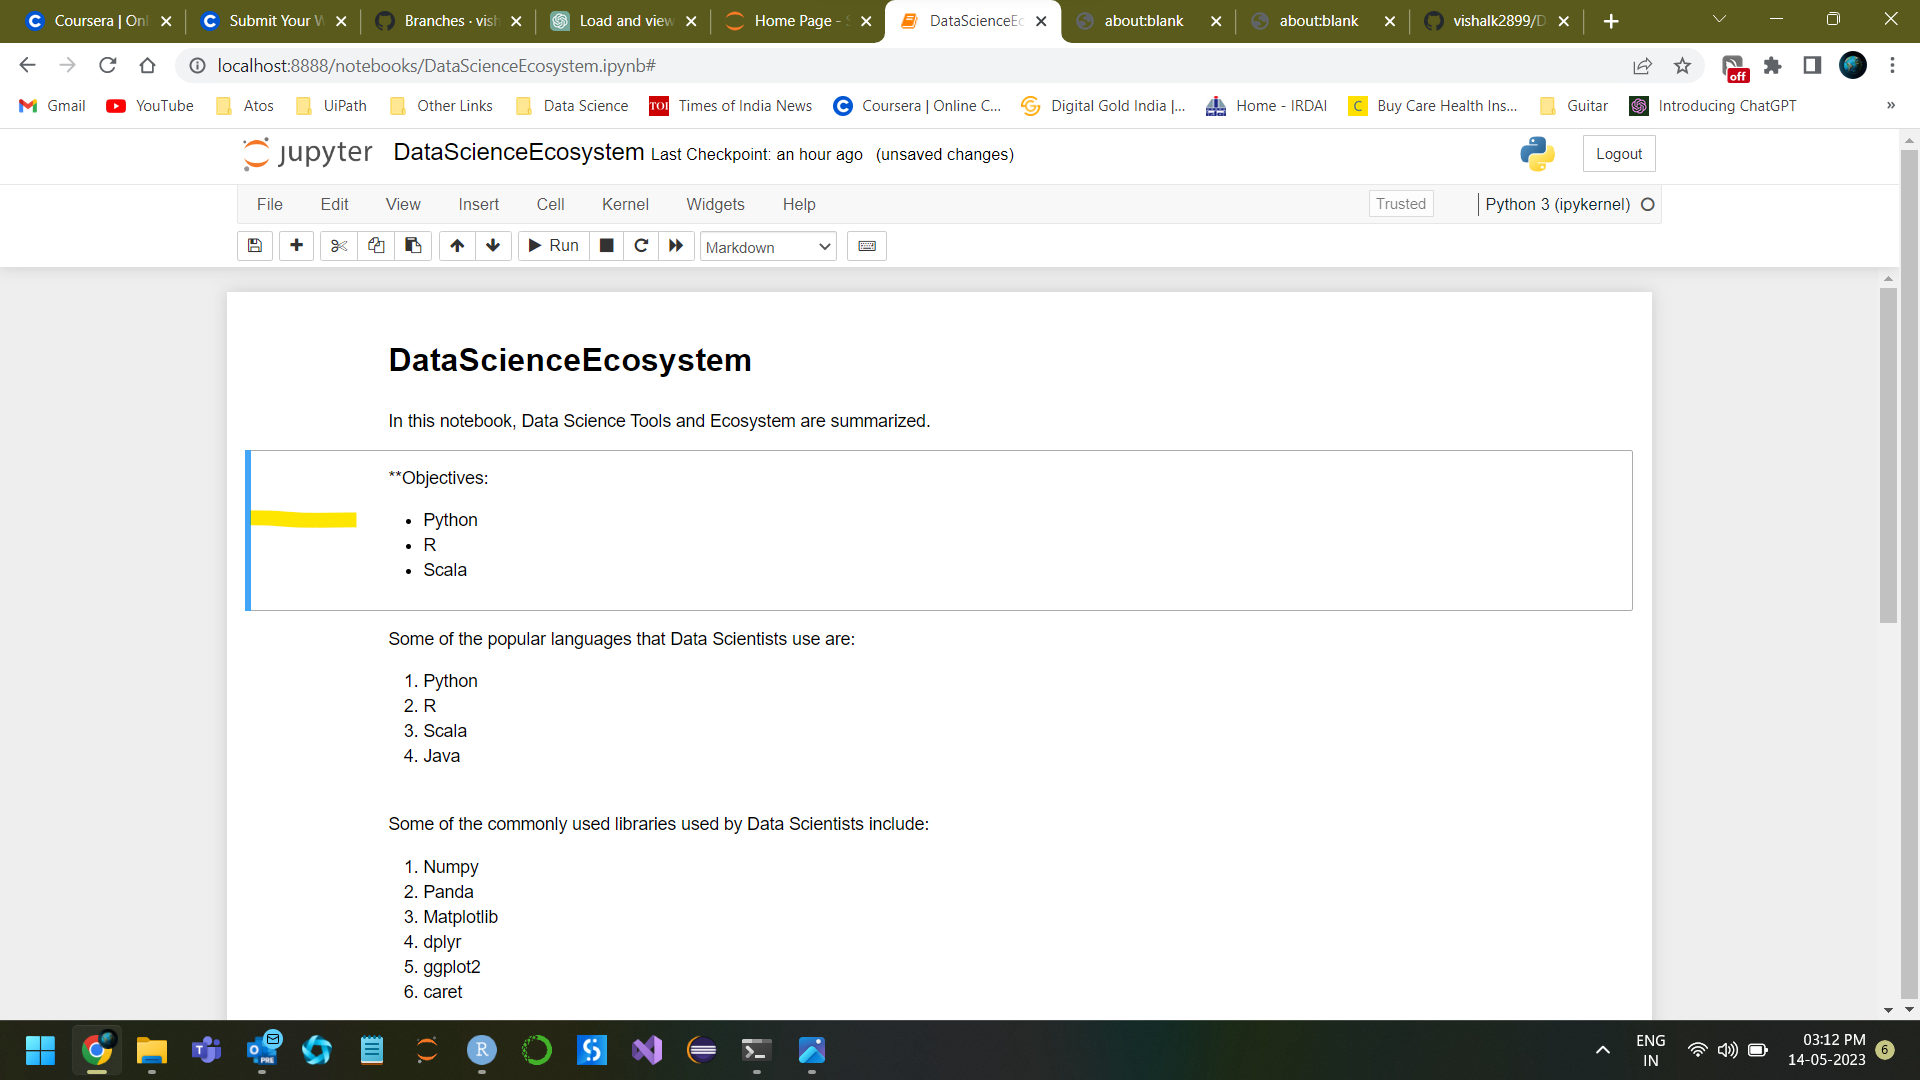 Coursera | Onl
Submit Your W
Branches · vish
Load and view
Home Page - S
DataScienceEc
about:blank
about:blank
vishalk2899/D
localhost:8888/notebooks/DataScienceEcosystem.ipynb#
off
Gmail
YouTube
Atos
UiPath
Other Links
Data Science
TOI
Times of India News
Coursera | Online C...
Digital Gold India |...
Home - IRDAI
Buy Care Health Ins...
Guitar
Introducing ChatGPT
»
jupyter
DataScienceEcosystem Last Checkpoint: an hour ago (unsaved changes)
Logout
File
Edit
View
Insert
Cell
Kernel
Widgets
Help
Trusted
Python 3 (ipykernel)
Run
Markdown
DataScienceEcosystem
In this notebook, Data Science Tools and Ecosystem are summarized.
**Objectives:
• Python
• R
• Scala
Some of the popular languages that Data Scientists use are:
1. Python
2. R
3. Scala
4. Java
Some of the commonly used libraries used by Data Scientists include:
1. Numpy
2. Panda
3. Matplotlib
4. dplyr
5. ggplot2
6. caret
PRE
R
ENG
IN
03:12 PM
14-05-2023
6